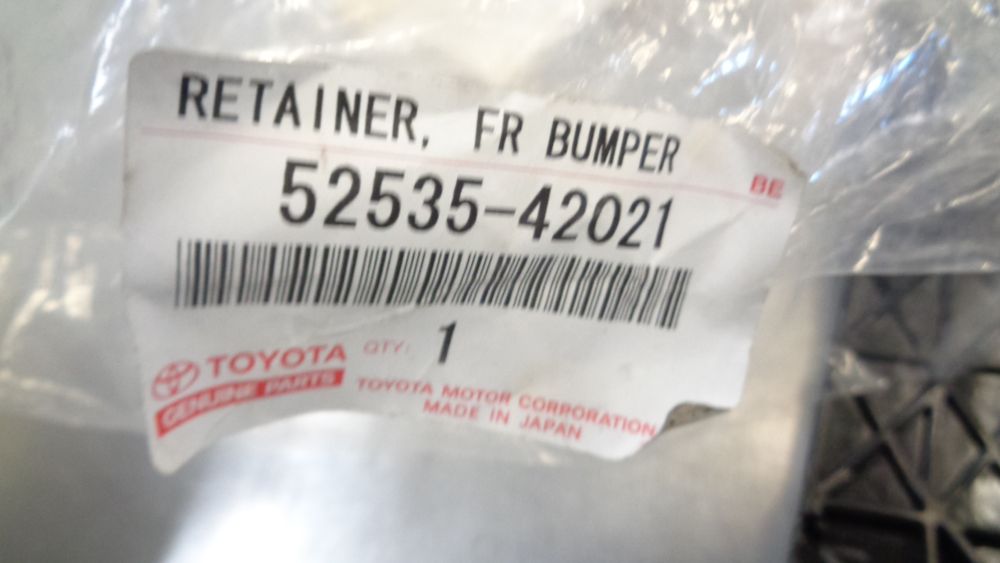 RETAINER, FR BUMPER
BE
52535-42021
QTY: 1
TOYOTA
GENUINE PARTS
TOYOTA MOTOR CORPORATION
MADE IN JAPAN